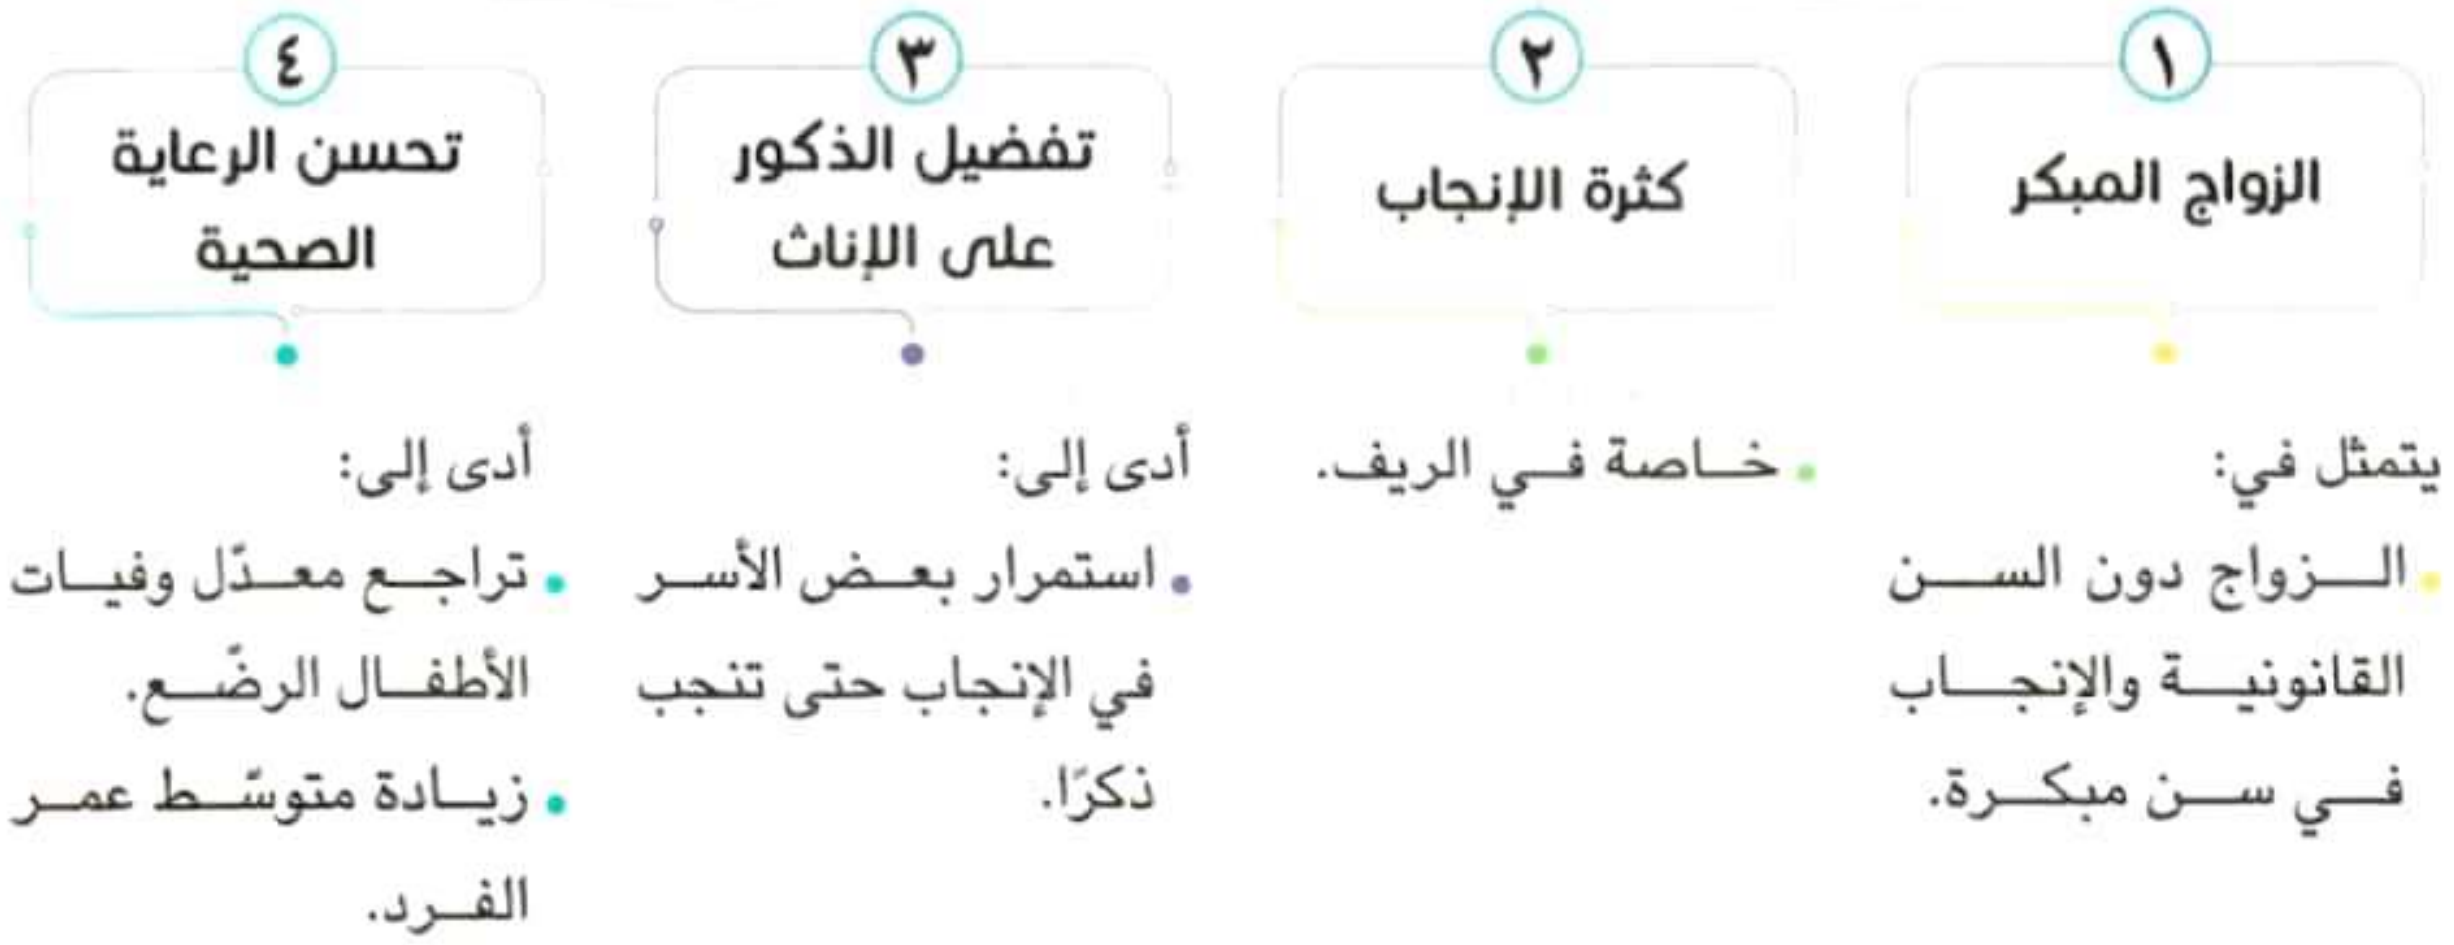 ١
الزواج المبكر
يتمثل في:
• الزواج دون السن
القانونية والإنجاب
في سن مبكرة.
٢
كثرة الإنجاب
• خاصة في الريف.
٣
تفضيل الذكور
على الإناث
أدى إلى:
• استمرار بعض الأسر
في الإنجاب حتى تنجب
ذكرًا.
٤
تحسن الرعاية
الصحية
أدى إلى:
• تراجع معدّل وفيات
الأطفال الرضّع.
• زيادة متوسّط عمر
الفرد.